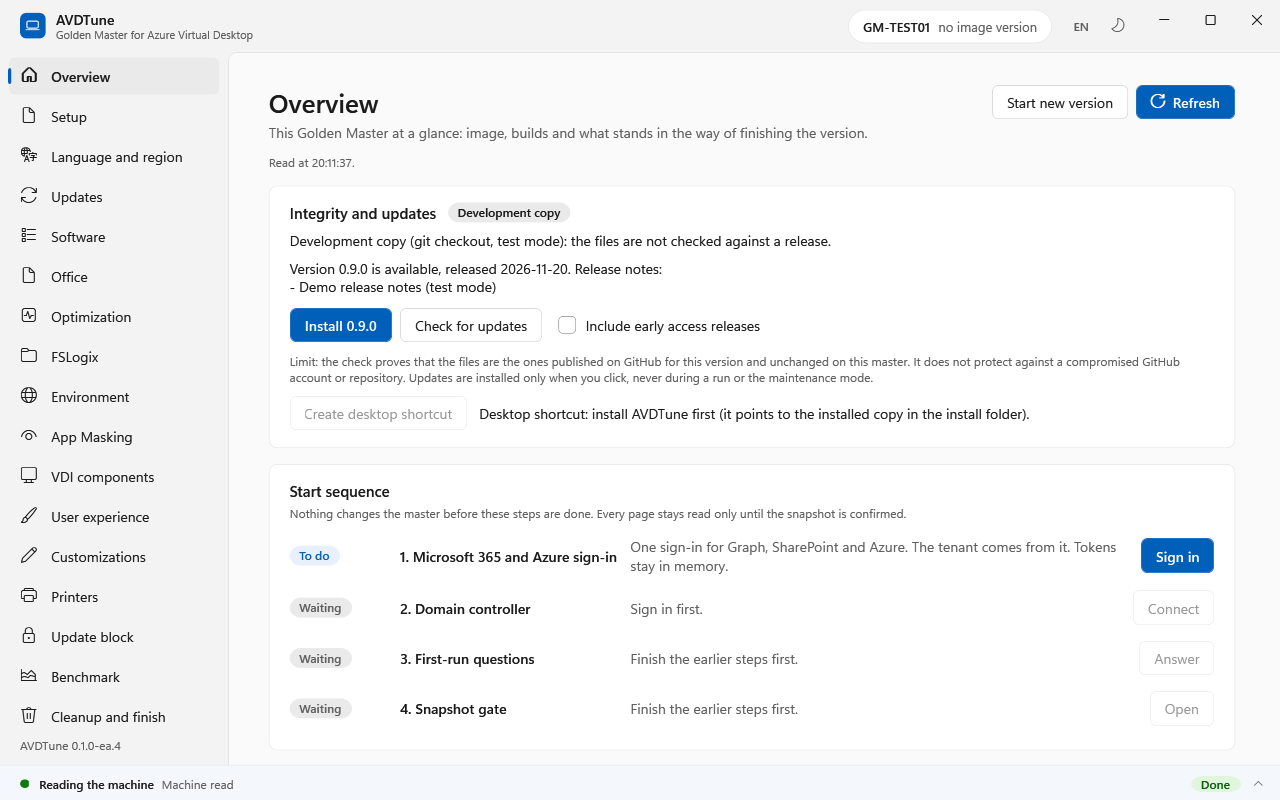 AVDTune
Golden Master for Azure Virtual Desktop
GM-TEST01 no image version
EN
Overview
Setup
Language and region
Updates
Software
Office
Optimization
FSLogix
Environment
App Masking
VDI components
User experience
Customizations
Printers
Update block
Benchmark
Cleanup and finish
AVDTune 0.1.0-ea.4
Overview
Start new version
Refresh
This Golden Master at a glance: image, builds and what stands in the way of finishing the version.
Read at 20:11:37.
Integrity and updates
Development copy
Development copy (git checkout, test mode): the files are not checked against a release.
Version 0.9.0 is available, released 2026-11-20. Release notes:
- Demo release notes (test mode)
Install 0.9.0
Check for updates
Include early access releases
Limit: the check proves that the files are the ones published on GitHub for this version and unchanged on this master. It does not protect against a compromised GitHub
account or repository. Updates are installed only when you click, never during a run or the maintenance mode.
Create desktop shortcut
Desktop shortcut: install AVDTune first (it points to the installed copy in the install folder).
Start sequence
Nothing changes the master before these steps are done. Every page stays read only until the snapshot is confirmed.
To do
1. Microsoft 365 and Azure sign-in
One sign-in for Graph, SharePoint and Azure. The tenant comes from it. Tokens
stay in memory.
Sign in
Waiting
2. Domain controller
Sign in first.
Connect
Waiting
3. First-run questions
Finish the earlier steps first.
Answer
Waiting
4. Snapshot gate
Finish the earlier steps first.
Open
Reading the machine Machine read
Done